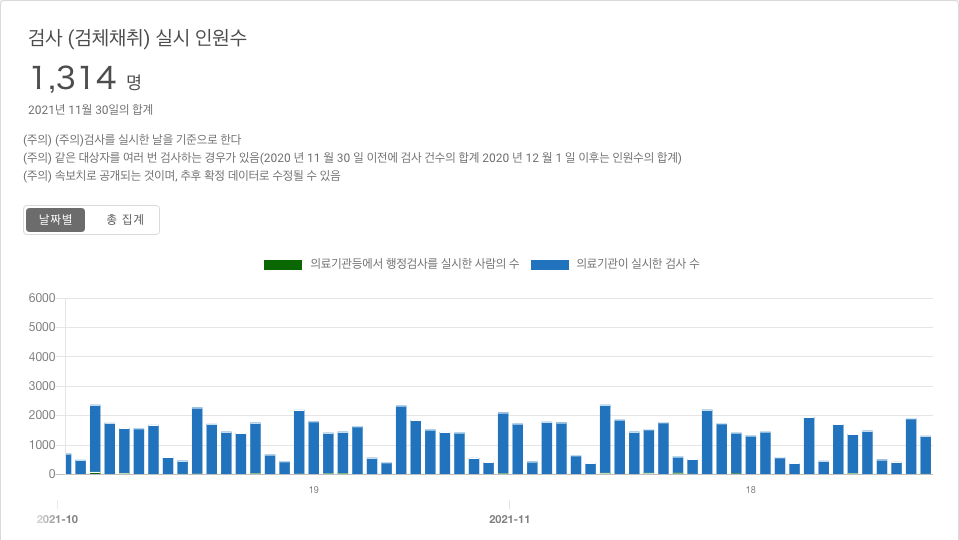 검사 (검체채취) 실시 인원수
1,314 명
2021년 11월 30일의 합계
(주의) (주의)검사를 실시한 날을 기준으로 한다
(주의) 같은 대상자를 여러 번 검사하는 경우가 있음(2020 년 11 월 30 일 이전에 검사 건수의 합계 2020 년 12 월 1 일 이후는 인원수의 합계)
(주의) 속보치로 공개되는 것이며, 추후 확정 데이터로 수정될 수 있음
날짜별 총 집계
의료기관등에서 행정검사를 실시한 사람의 수 의료기관이 실시한 검사 수
6000
5000
4000
3000
2000
1000
0
19 18
2021-10 2021-11